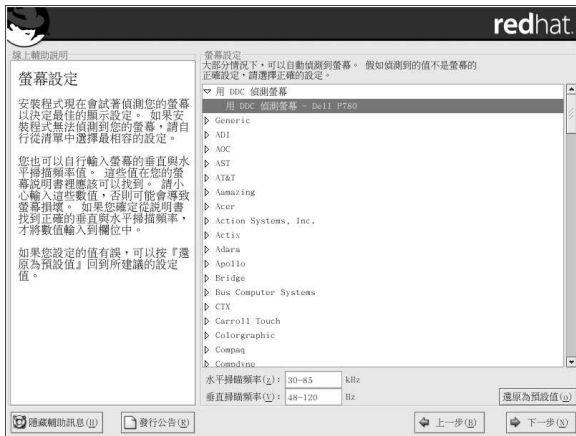 redhat.
線上輔助說明
螢幕設定
安裝程式現在會試著偵測您的螢幕
以決定最佳的顯示設定。 如果安
裝程式無法偵測到您的螢幕，請自
行從清單中選擇最相容的設定。
您也可以自行輸入螢幕的垂直與水
平掃描頻率值。 這些值在您的螢
幕說明書裡應該可以找到。 請小
心輸入這些數值，否則可能會導致
螢幕損壞。 如果您確定從說明書
找到正確的垂直與水平掃描頻率，
才將數值輸入到欄位中。
如果您設定的值有誤，可以按『還
原為預設值』回到所建議的設定
值。
螢幕設定
大部分情況下，可以自動偵測到螢幕。 假如偵測到的值不是螢幕的
正確設定，請選擇正確的設定。
用 DDC 偵測螢幕
用 DDC 偵測螢幕 - Dell P780
Generic
ADI
AOC
AST
AT&T
Aamazing
Acer
Action Systems, Inc.
Actix
Adara
Apollo
Bridge
Bus Computer Systems
CTX
Carroll Touch
Colorgraphic
Compaq
Compdyne
水平掃瞄頻率(z): 30-85 kHz
垂直掃瞄頻率(V): 48-120 Hz
還原為預設值(o)
隱藏輔助訊息(H)
發行公告(R)
上一步(B)
下一步(N)